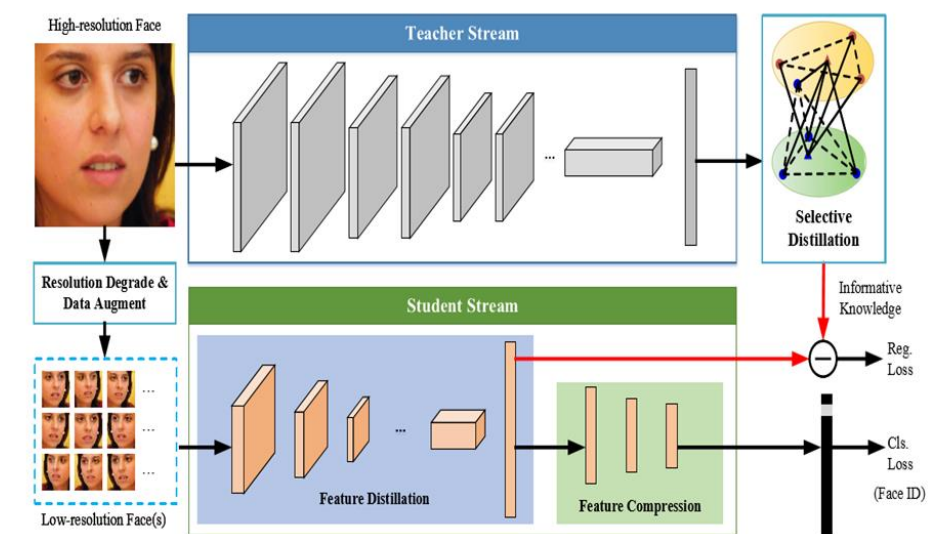 High-resolution Face
Teacher Stream
...
Selective
Distillation
Resolution Degrade &
Data Augment
Informative
Knowledge
Student Stream
Reg.
Loss
...
...
...
...
Cls.
Loss
(Face ID)
Feature Distillation
Feature Compression
Low-resolution Face(s)